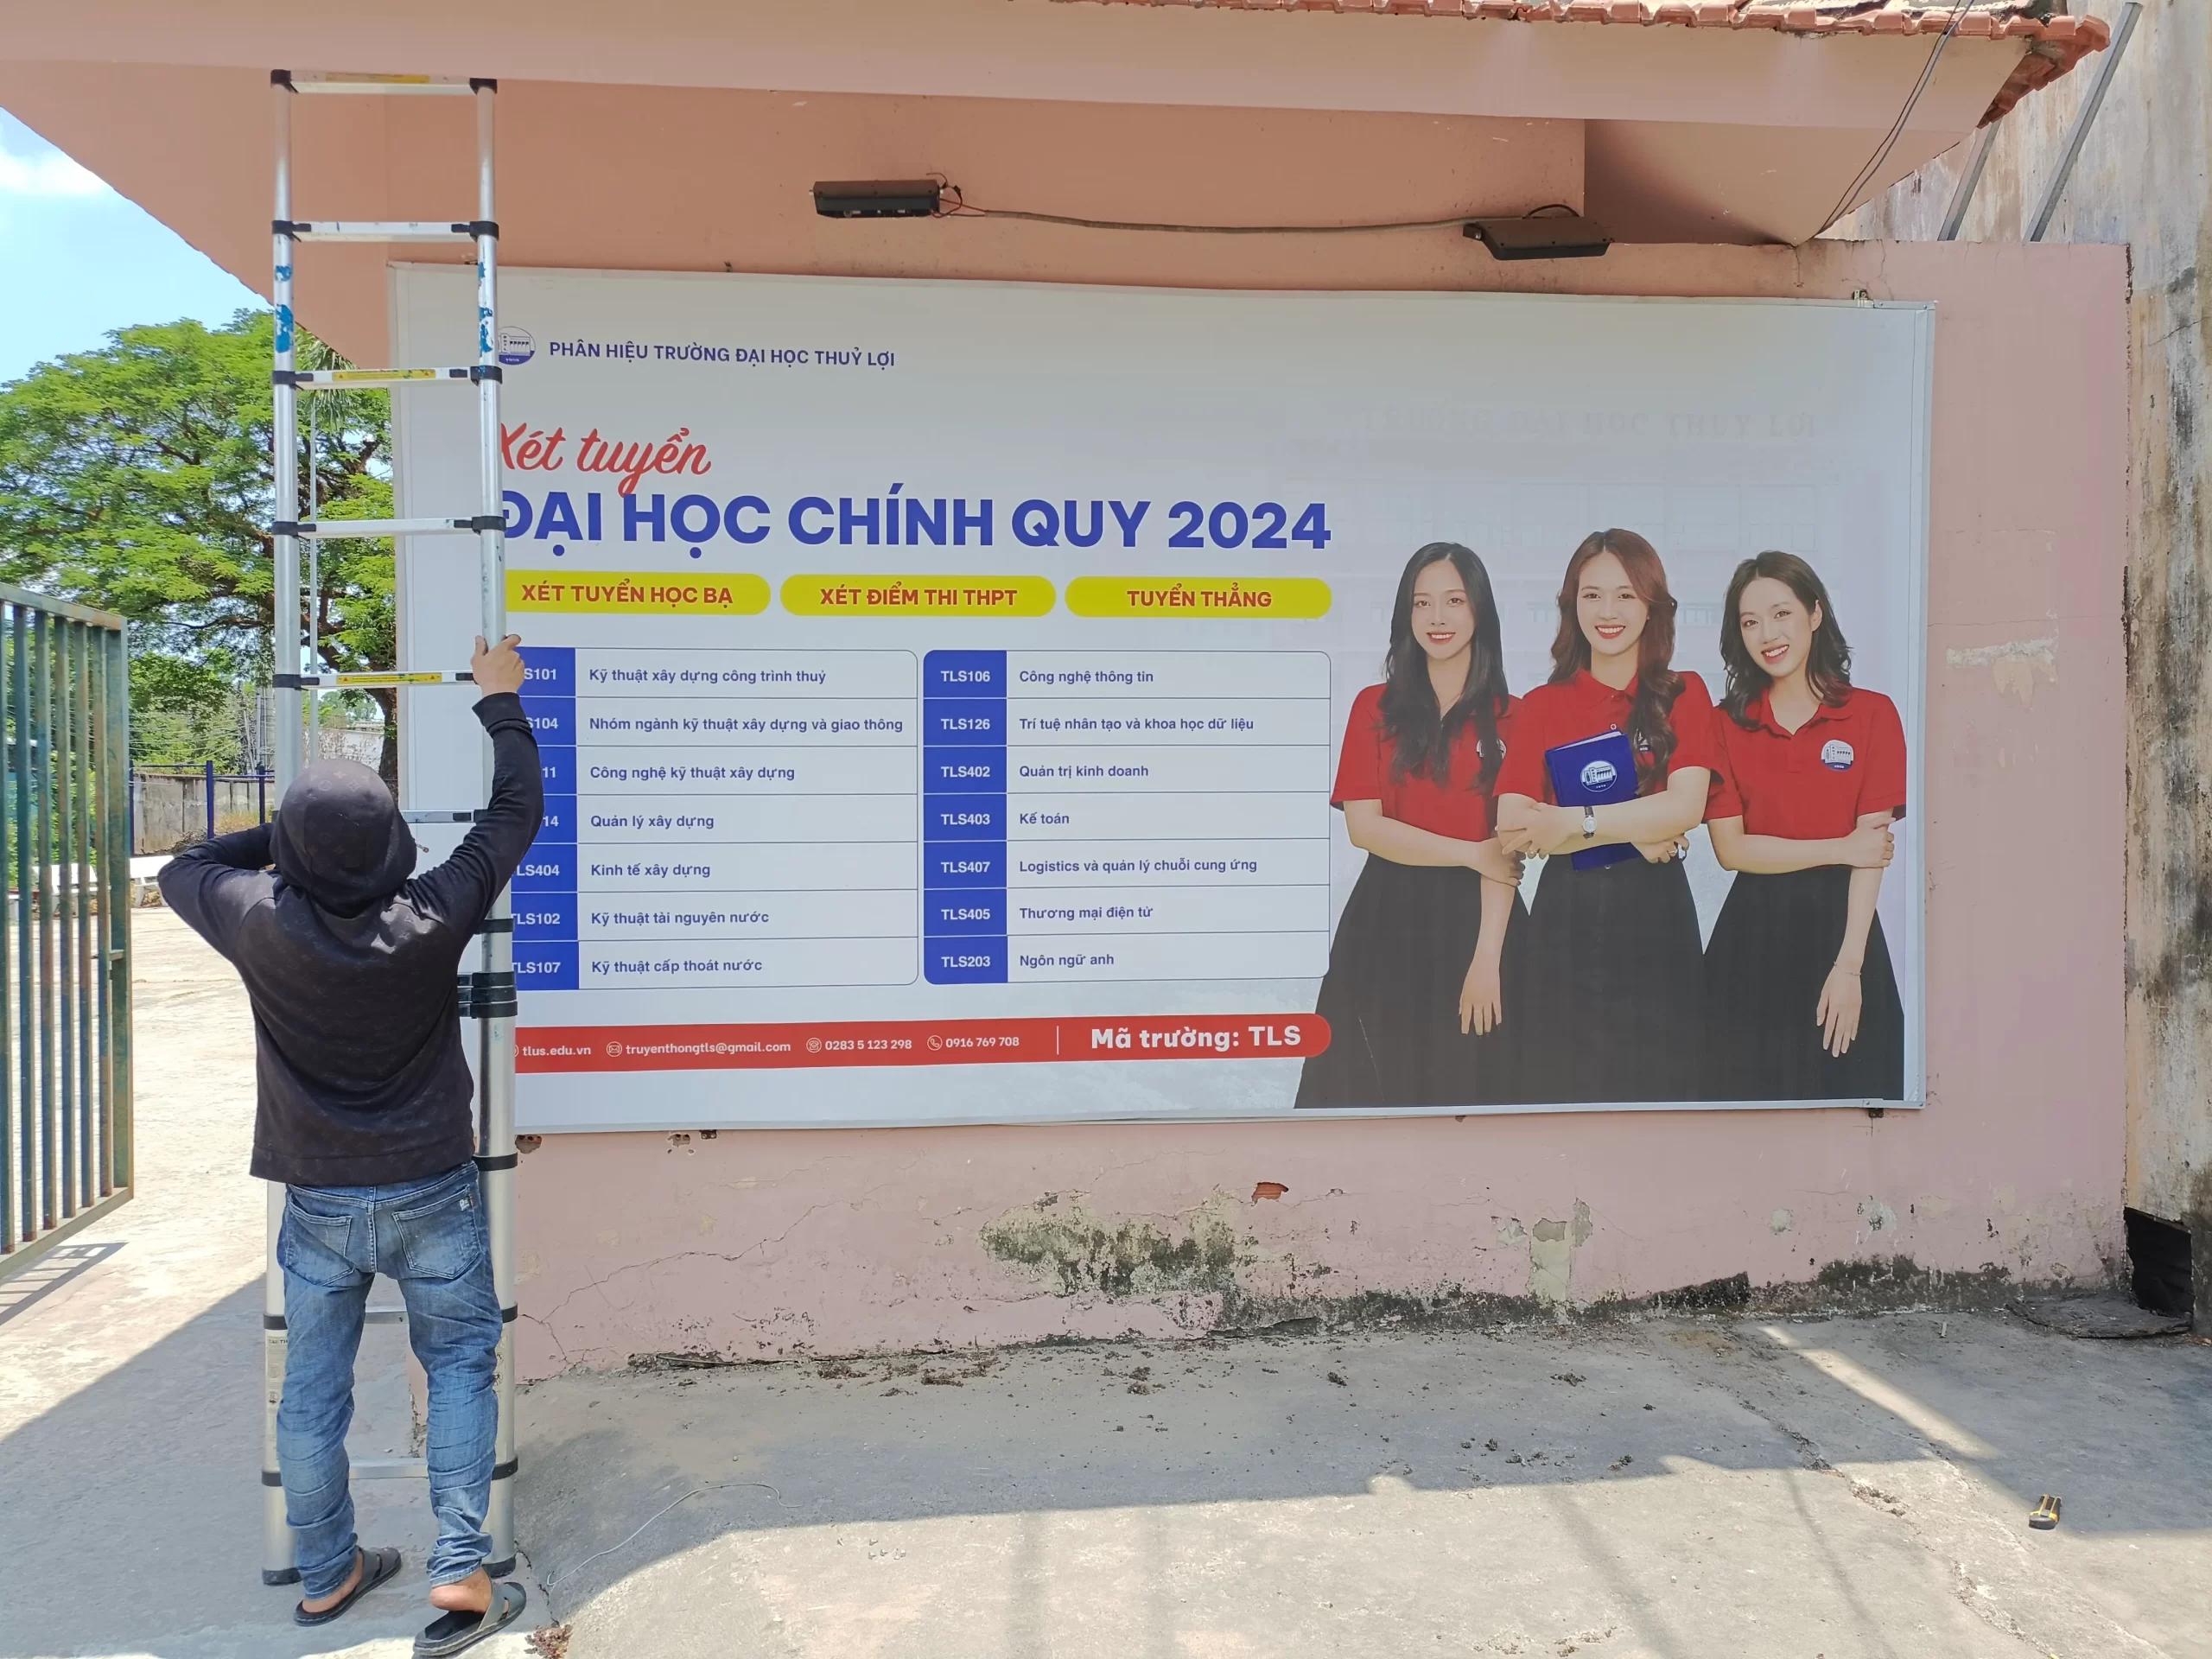 PHÂN HIỆU TRƯỜNG ĐẠI HỌC THUỶ LỢI
Xét tuyển
ĐẠI HỌC CHÍNH QUY 2024
XÉT TUYỂN HỌC BẠ XÉT ĐIỂM THI THPT TUYỂN THẲNG
S101 Kỹ thuật xây dựng công trình thuỷ
S104 Nhóm ngành kỹ thuật xây dựng và giao thông
11 Công nghệ kỹ thuật xây dựng
14 Quản lý xây dựng
LS404 Kinh tế xây dựng
TLS102 Kỹ thuật tài nguyên nước
TLS107 Kỹ thuật cấp thoát nước
TLS106 Công nghệ thông tin
TLS126 Trí tuệ nhân tạo và khoa học dữ liệu
TLS402 Quản trị kinh doanh
TLS403 Kế toán
TLS407 Logistics và quản lý chuỗi cung ứng
TLS405 Thương mại điện tử
TLS203 Ngôn ngữ anh
tlus.edu.vn truyenthongtls@gmail.com 0283 5 123 298 0916 769 708 Mã trường: TLS